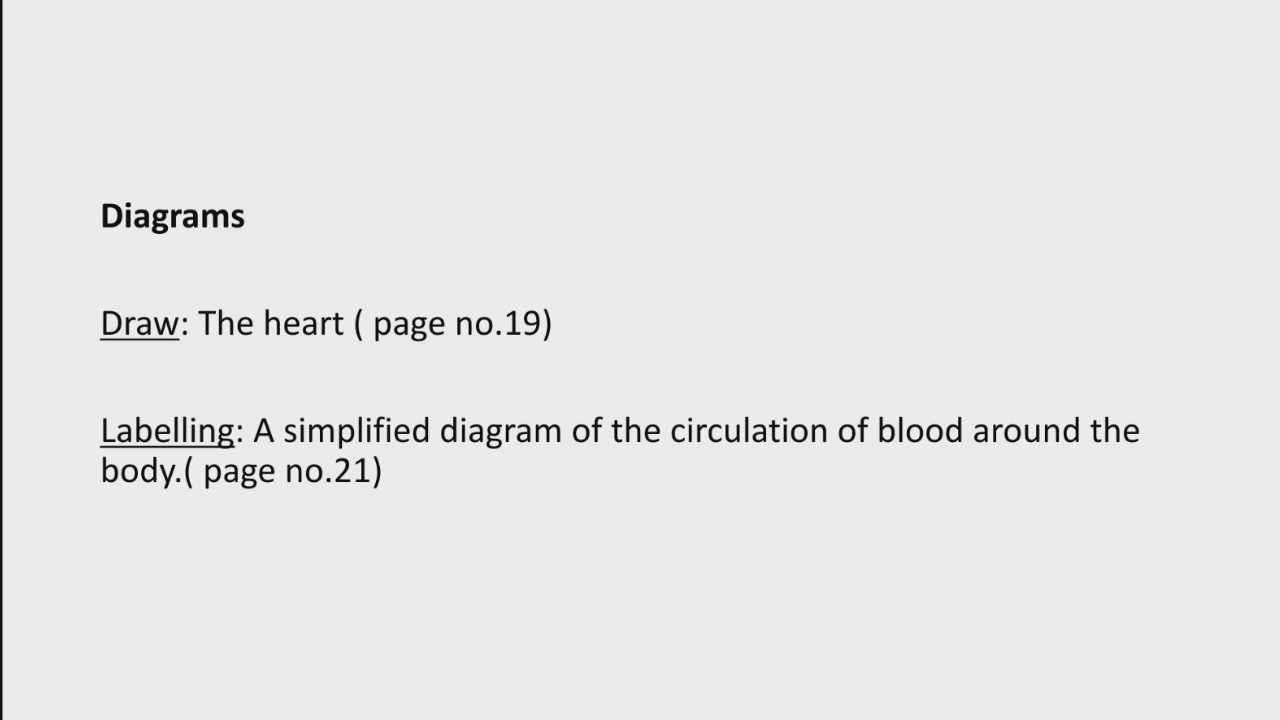 Diagrams
Draw: The heart ( page no.19)
Labelling: A simplified diagram of the circulation of blood around the
body.( page no.21)